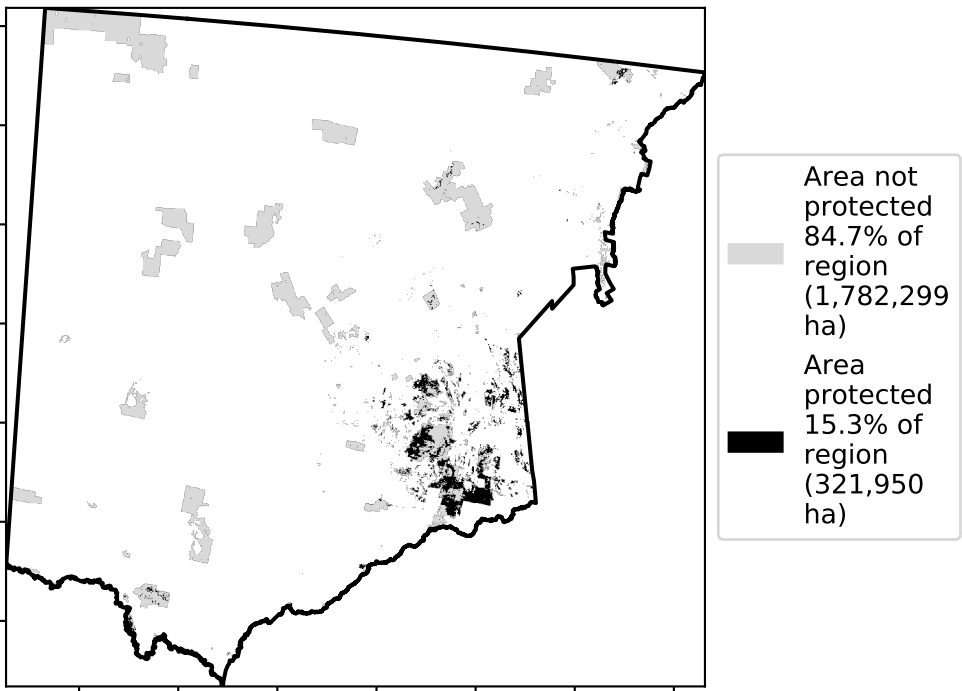 Area not
protected
84.7% of
region
(1,782,299
ha)
Area
protected
15.3% of
region
(321,950
ha)